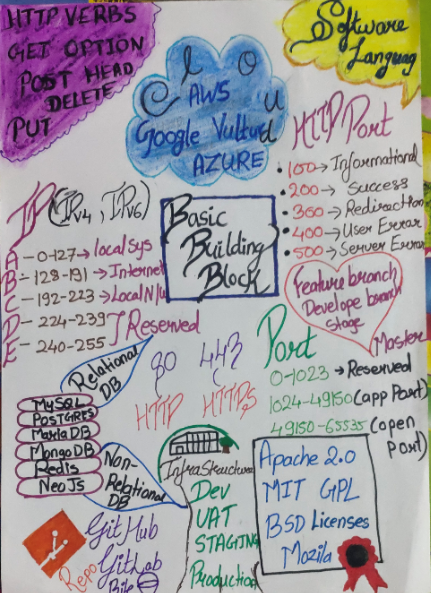 HTTP VERBS
GET OPTION
POST HEAD
DELETE
PUT
Cloud
AWS
Google Vulture
AZURE
Software
Languag
HTTP Port
100 → Informational
200 → Success
300 → Redirection
400 → User Error
500 → Server Error
IP (IPv4, IPv6)
A - 0-127 → local sys
B - 128-191 → Internet
C - 192-223 → Local N/w
D - 224-239
E - 240-255 } Reserved
Basic
Building
Block
Feature branch
Develope branch
Stage
Master
80
HTTP
443
HTTPS
Port
0-1023 → Reserved
1024-49150 (app Port)
49150-65535 (open
Port)
Relational
DB
MySQL
POSTGRES
MariaDB
MongoDB
Redis
NeoJs
Non-
Relational
DB
Infrastructure
Dev
UAT
STAGING
Production
Apache 2.0
MIT GPL
BSD Licenses
Mozila
Repo
GitHub
GitLab